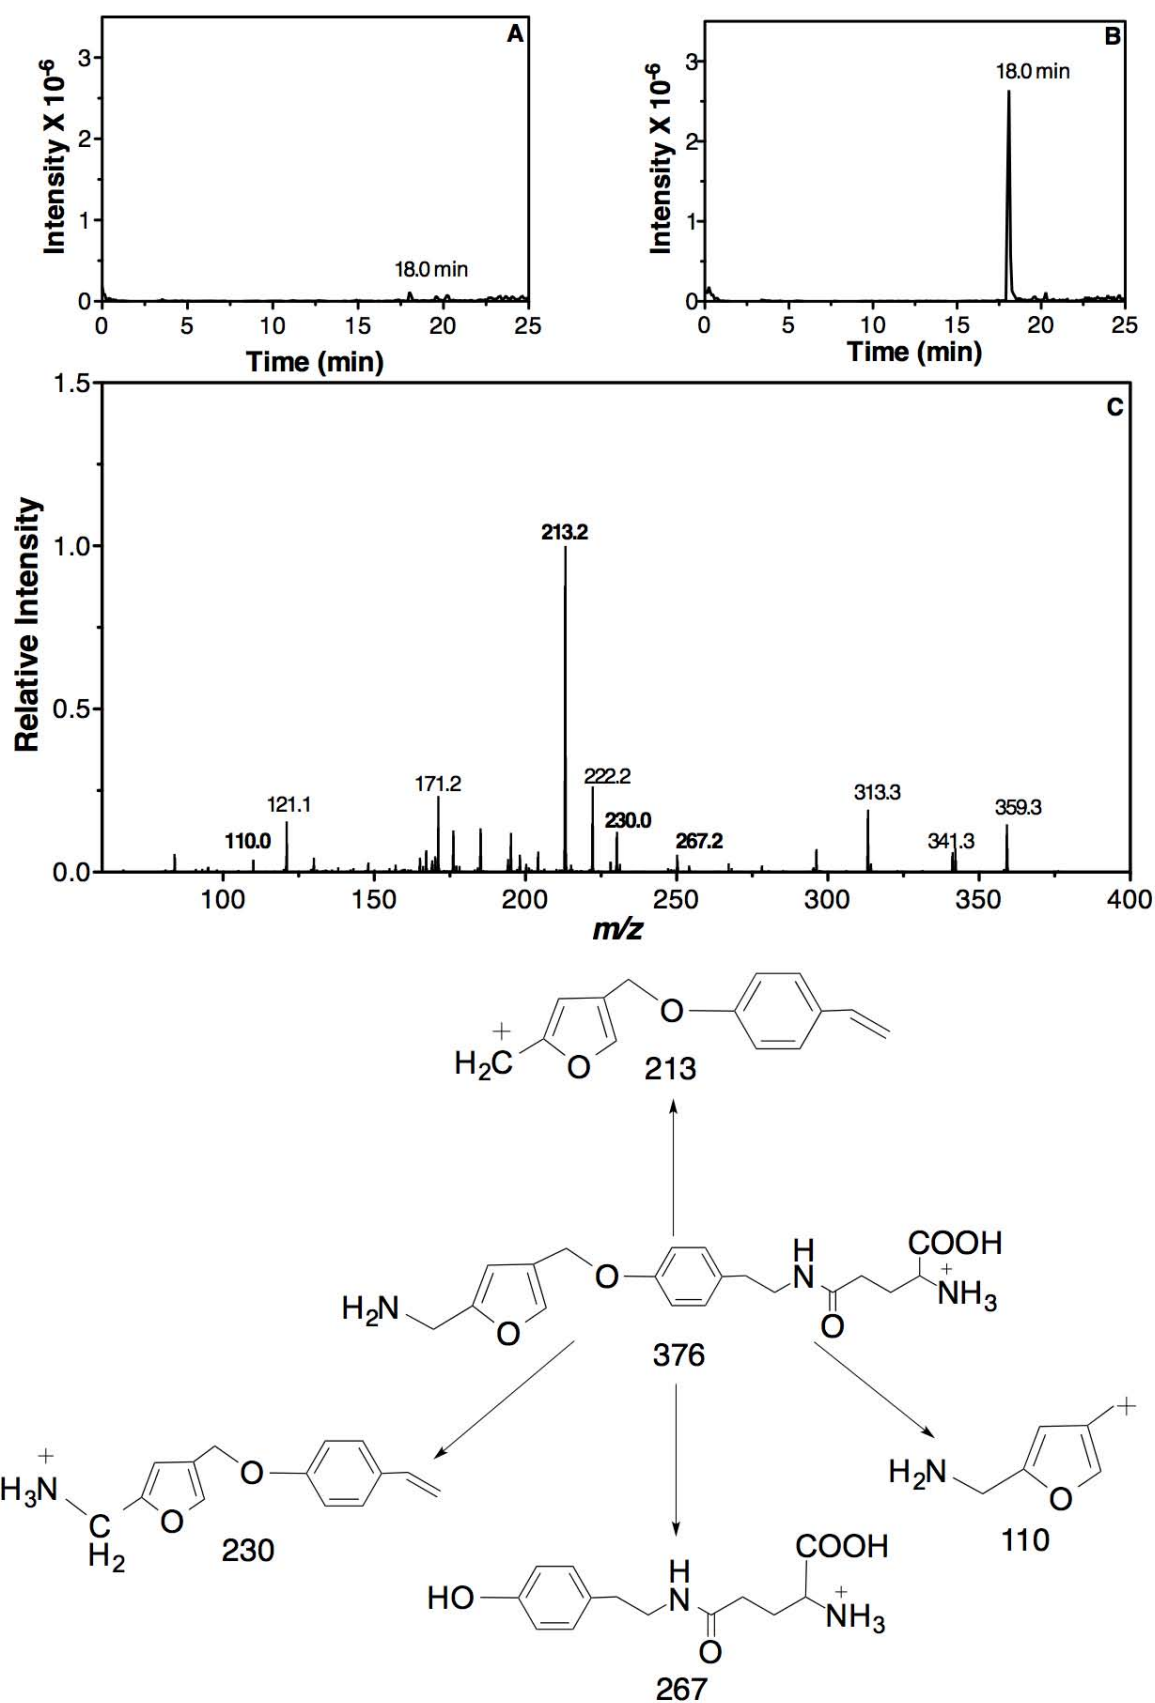 A
Intensity X 10-6
3
2
1
0
18.0 min
0 5 10 15 20 25
Time (min)
B
Intensity X 10-6
3
2
1
0
18.0 min
0 5 10 15 20 25
Time (min)
C
Relative Intensity
1.5
1.0
0.5
0.0
110.0
121.1
171.2
213.2
222.2
230.0
267.2
313.3
341.3
359.3
100 150 200 250 300 350 400
m/z
+
H2C O O
213
H2N O O H N O COOH + NH3
376
+
H3N C H2 O O
230
H2N O +
110
HO H N O COOH + NH3
267